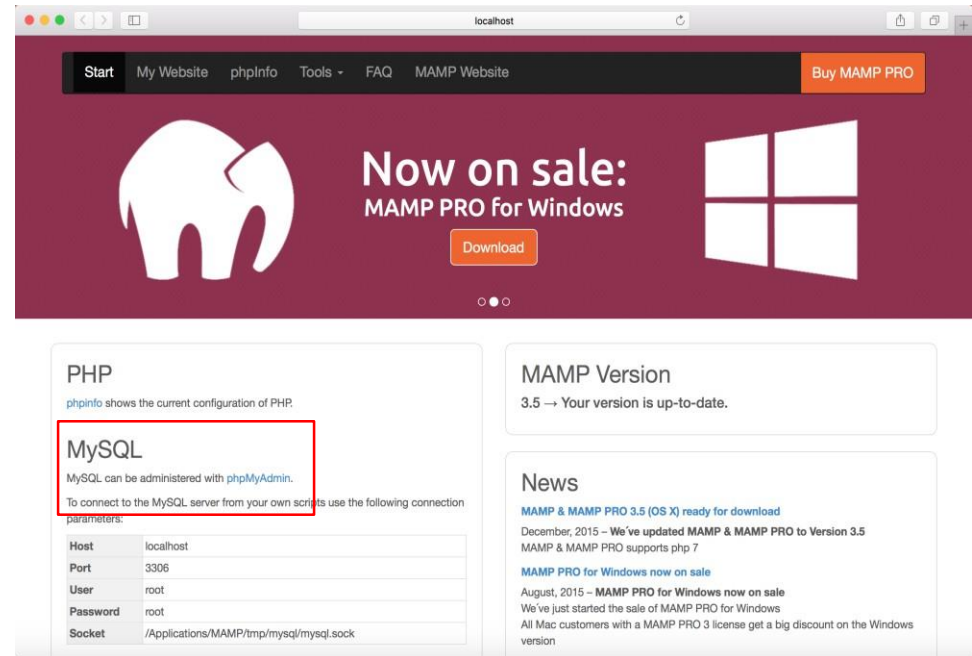 localhost
Start My Website phpInfo Tools FAQ MAMP Website Buy MAMP PRO
Now on sale:
MAMP PRO for Windows
Download
PHP
phpinfo shows the current configuration of PHP.
MySQL
MySQL can be administered with phpMyAdmin.
To connect to the MySQL server from your own scripts use the following connection
parameters:
Host localhost
Port 3306
User root
Password root
Socket /Applications/MAMP/tmp/mysql/mysql.sock
MAMP Version
3.5 → Your version is up-to-date.
News
MAMP & MAMP PRO 3.5 (OS X) ready for download
December, 2015 – We´ve updated MAMP & MAMP PRO to Version 3.5
MAMP & MAMP PRO supports php 7
MAMP PRO for Windows now on sale
August, 2015 – MAMP PRO for Windows now on sale
We´ve just started the sale of MAMP PRO for Windows
All Mac customers with a MAMP PRO 3 license get a big discount on the Windows
version